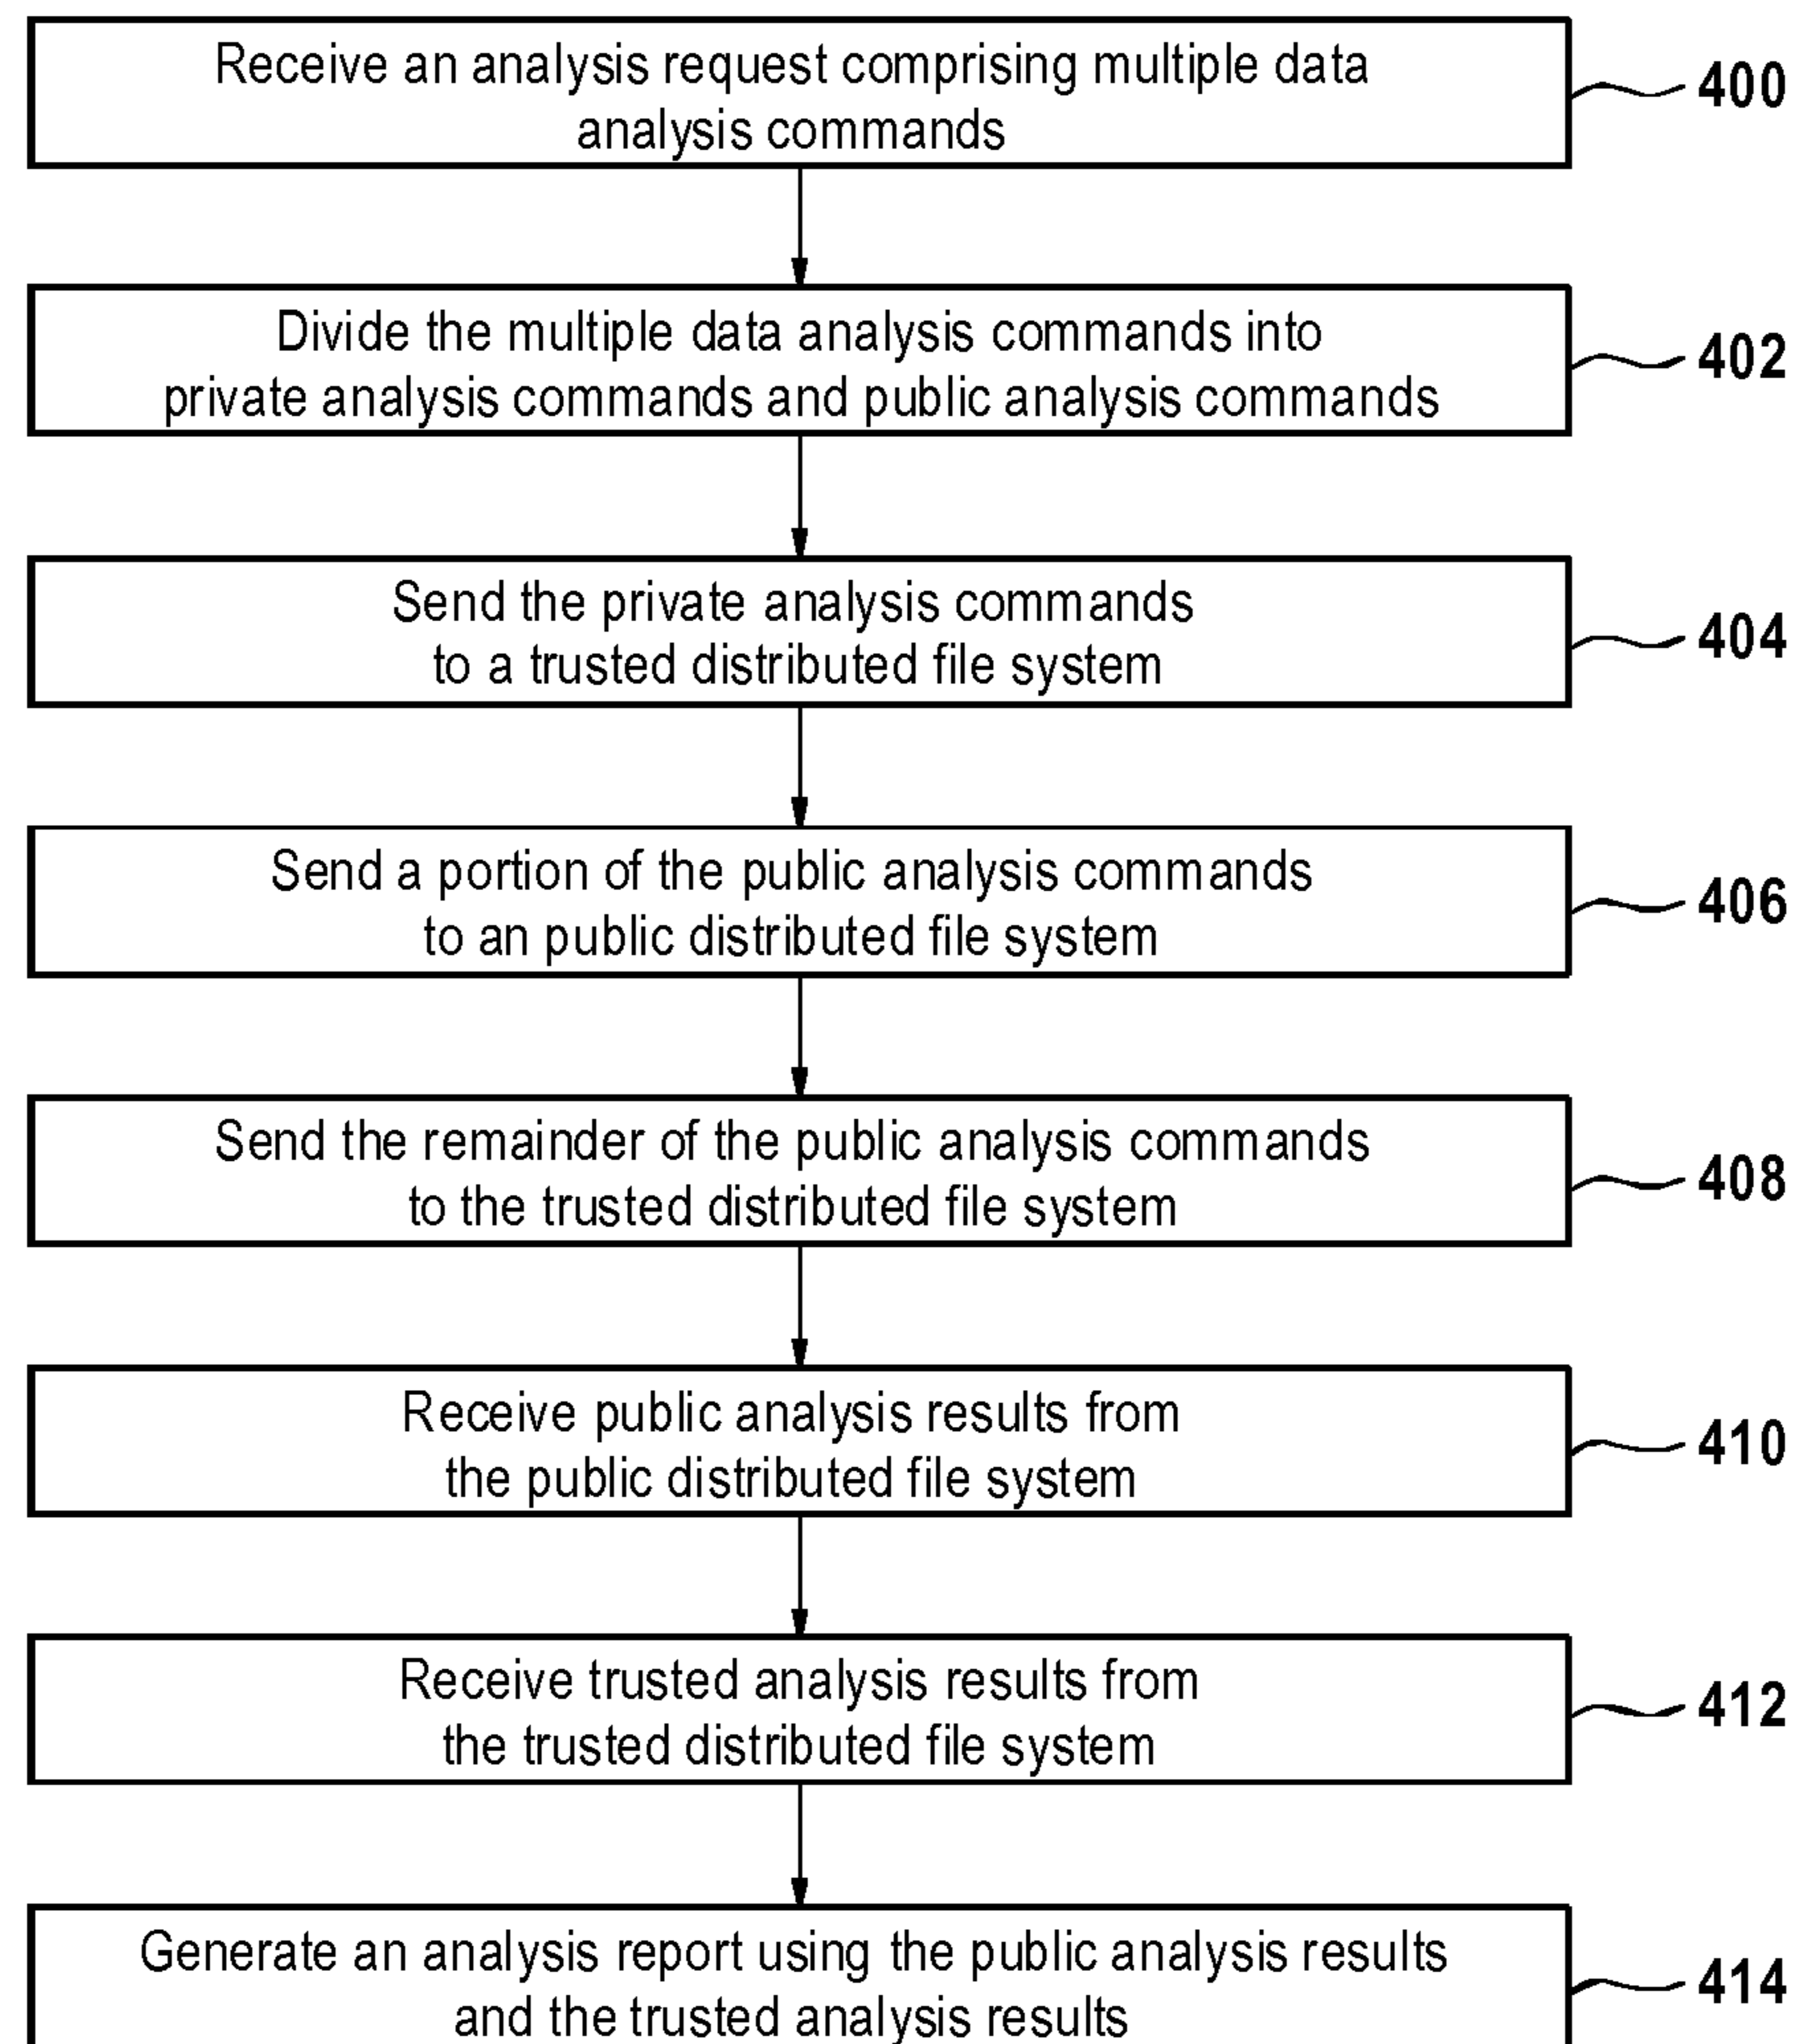 Receive an analysis request comprising multiple data
analysis commands
400
Divide the multiple data analysis commands into
private analysis commands and public analysis commands
402
Send the private analysis commands
to a trusted distributed file system
404
Send a portion of the public analysis commands
to an public distributed file system
406
Send the remainder of the public analysis commands
to the trusted distributed file system
408
Receive public analysis results from
the public distributed file system
410
Receive trusted analysis results from
the trusted distributed file system
412
Generate an analysis report using the public analysis results
and the trusted analysis results
414